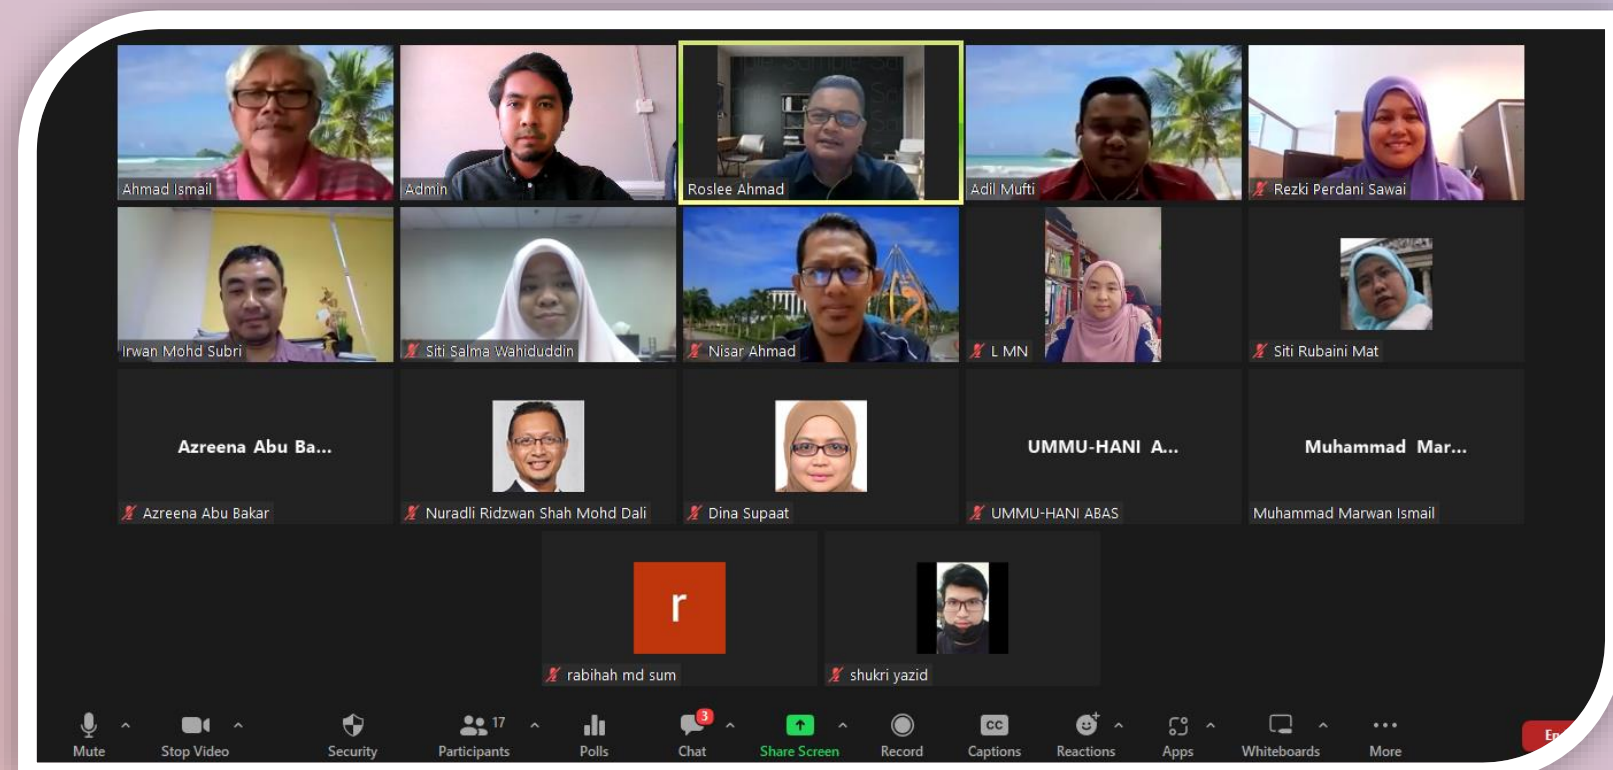 Ahmad Ismail
Admin
Roslee Ahmad
Adil Mufti
Rezki Perdani Sawai
Irwan Mohd Subri
Siti Salma Wahiduddin
Nisar Ahmad
L MN
Siti Rubaini Mat
Azreena Abu Ba...
UMMU-HANI A...
Muhammad Mar...
Azreena Abu Bakar
Nuradli Ridzwan Shah Mohd Dali
Dina Supaat
UMMU-HANI ABAS
Muhammad Marwan Ismail
r
rabihah md sum
shukri yazid
17
3
CC
Mute
Stop Video
Security
Participants
Polls
Chat
Share Screen
Record
Captions
Reactions
Apps
Whiteboards
More